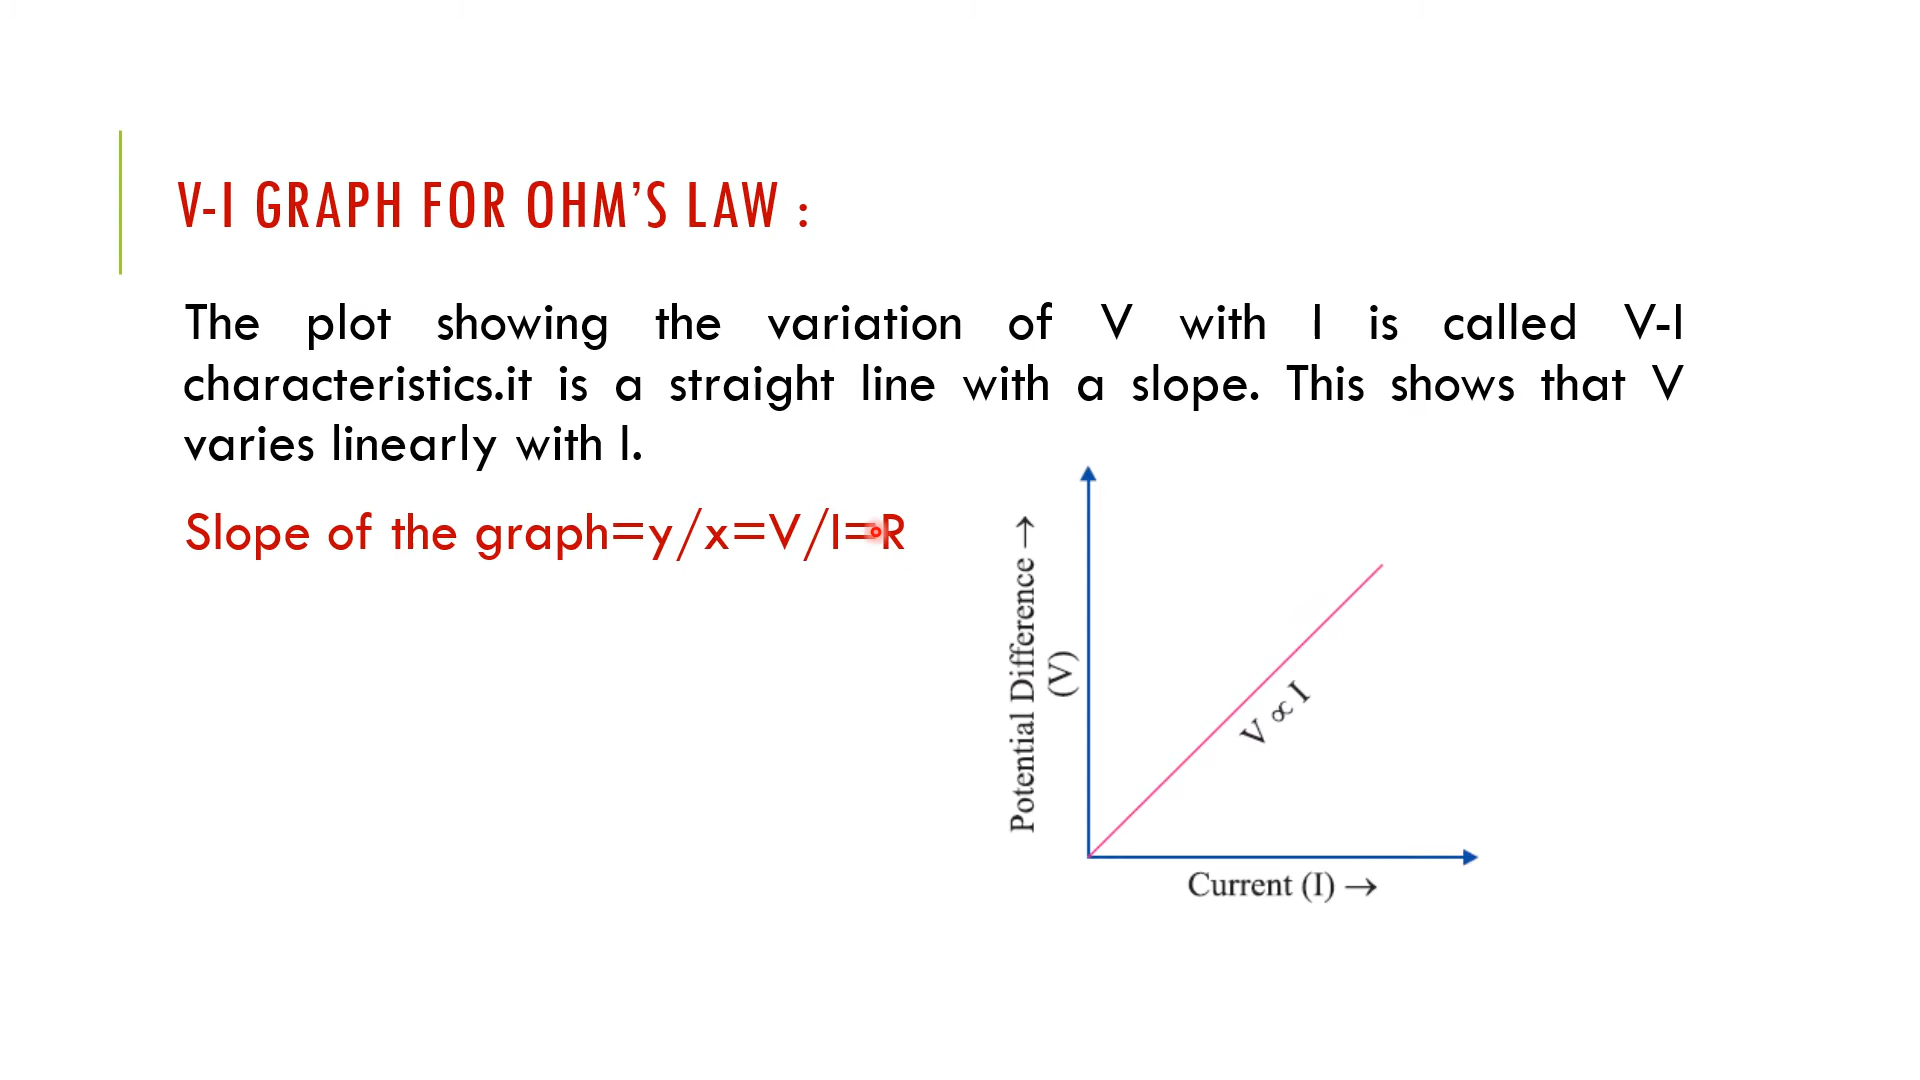 V-I GRAPH FOR OHM’S LAW :
The plot showing the variation of V with I is called V-I
characteristics.it is a straight line with a slope. This shows that V
varies linearly with I.
Slope of the graph=y/x=V/I=R
Potential Difference →
(V)
V ∝ I
Current (I) →